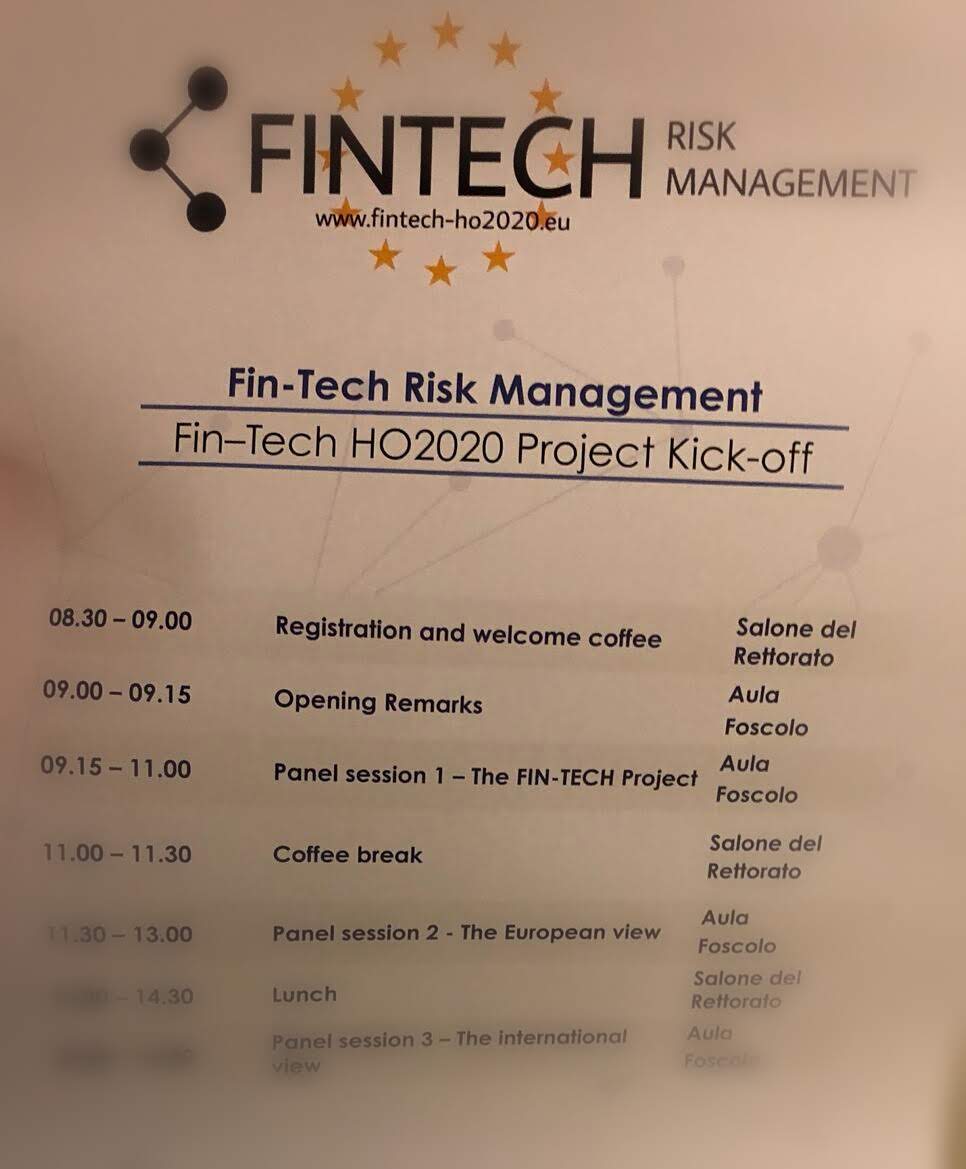 FINTECH RISK MANAGEMENT
www.fintech-ho2020.eu
Fin-Tech Risk Management
Fin–Tech HO2020 Project Kick-off
08.30 – 09.00 Registration and welcome coffee Salone del
Rettorato
09.00 – 09.15 Opening Remarks Aula
Foscolo
09.15 – 11.00 Panel session 1 – The FIN-TECH Project Aula
Foscolo
11.00 – 11.30 Coffee break Salone del
Rettorato
11.30 – 13.00 Panel session 2 - The European view Aula
Foscolo
– 14.30 Lunch Salone del
Rettorato
Panel session 3 – The international Aula
view Foscolo